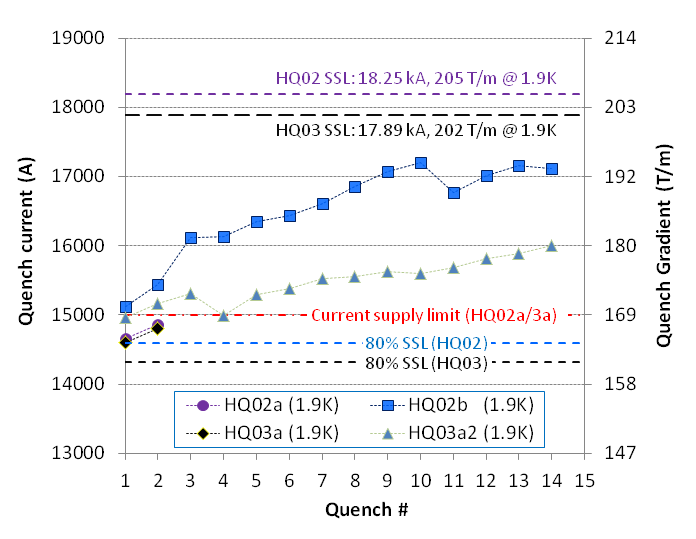 19000
18000
17000
16000
15000
14000
13000
Quench current (A)
214
203
192
180
169
158
147
Quench Gradient (T/m)
HQ02 SSL: 18.25 kA, 205 T/m @ 1.9K
HQ03 SSL: 17.89 kA, 202 T/m @ 1.9K
Current supply limit (HQ02a/3a)
80% SSL (HQ02)
80% SSL (HQ03)
HQ02a (1.9K) HQ02b (1.9K)
HQ03a (1.9K) HQ03a2 (1.9K)
1 2 3 4 5 6 7 8 9 10 11 12 13 14 15
Quench #